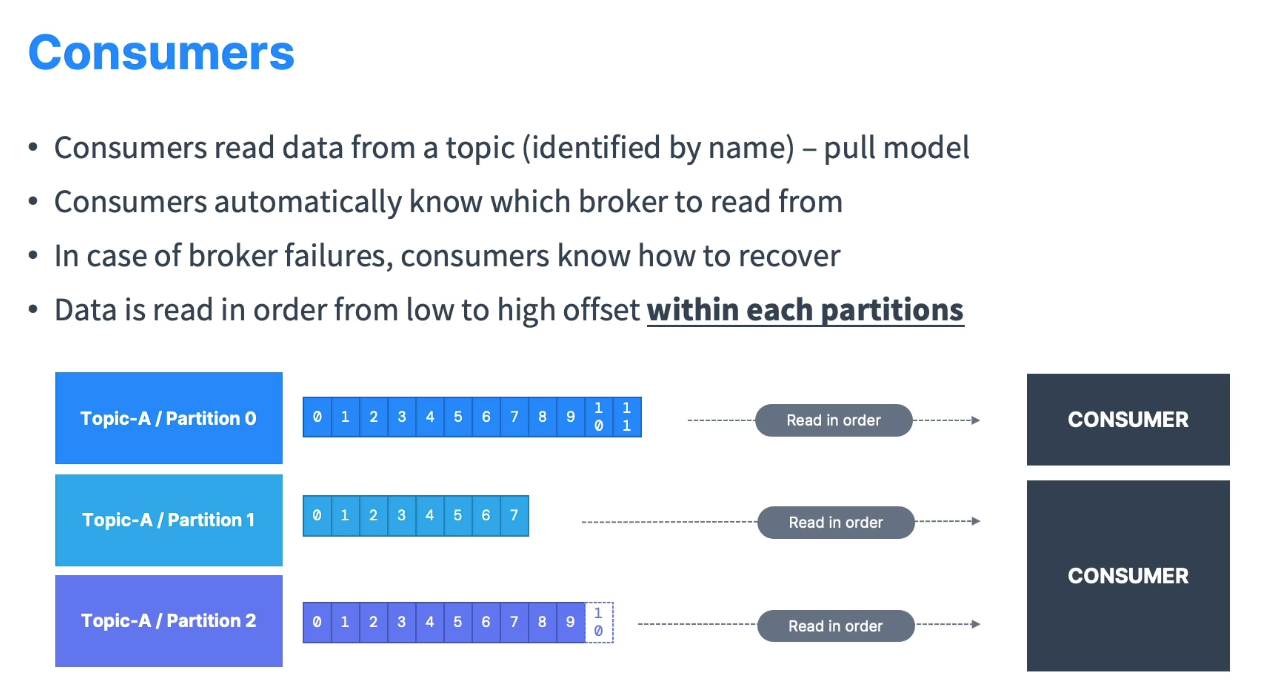 Consumers
• Consumers read data from a topic (identified by name) – pull model
• Consumers automatically know which broker to read from
• In case of broker failures, consumers know how to recover
• Data is read in order from low to high offset within each partitions
Topic-A / Partition 0
0 1 2 3 4 5 6 7 8 9 10 11
Read in order
CONSUMER
Topic-A / Partition 1
0 1 2 3 4 5 6 7
Read in order
Topic-A / Partition 2
0 1 2 3 4 5 6 7 8 9 10
Read in order
CONSUMER